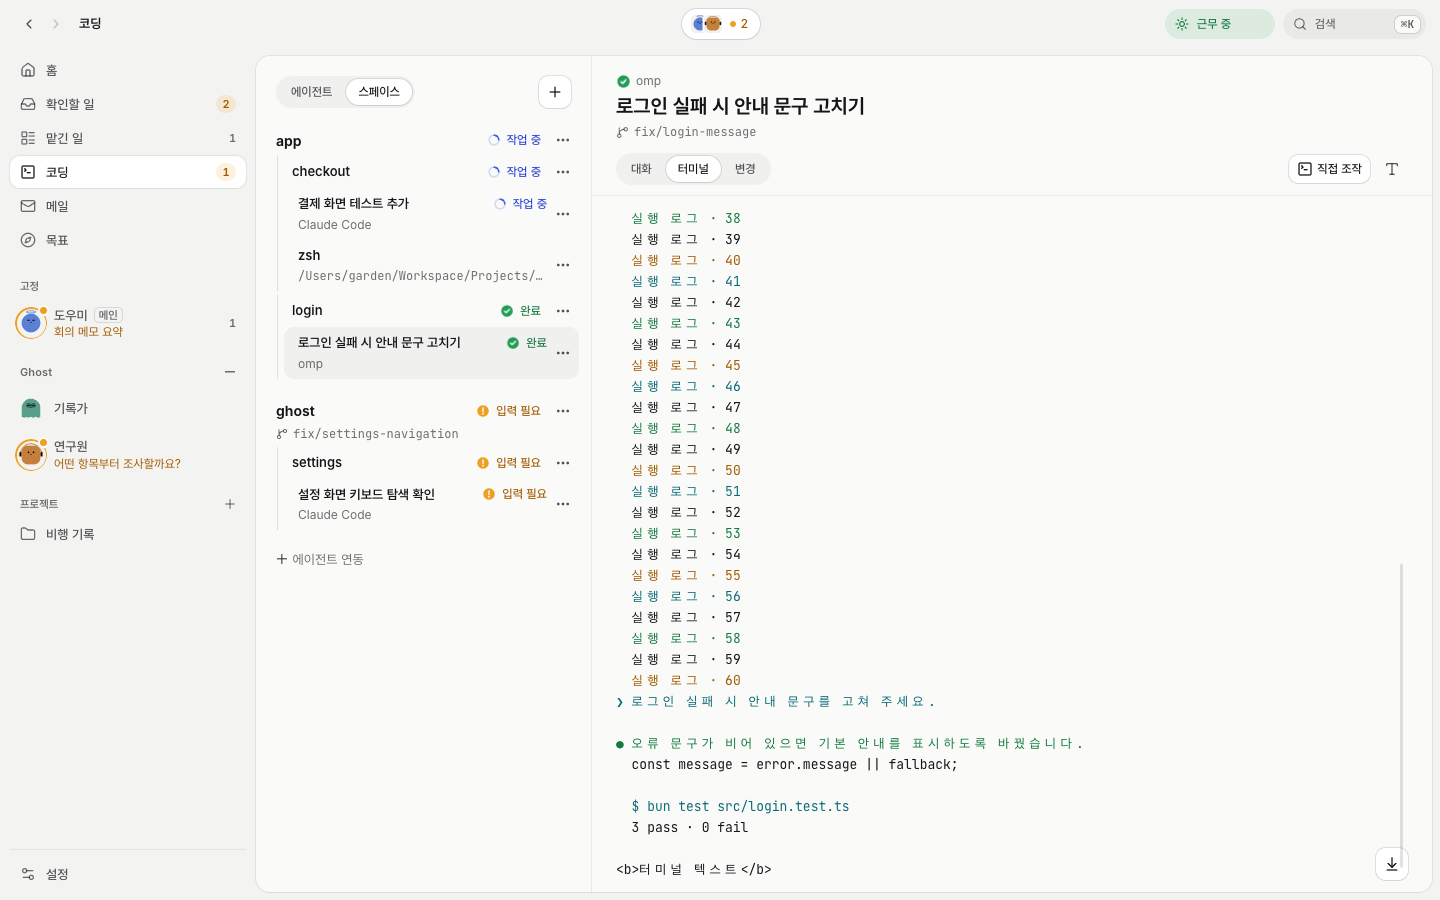 코딩
2
근무 중
검색
⌘K
홈
확인할 일
2
맡긴 일
1
코딩
1
메일
목표
고정
도우미
메인
회의 메모 요약
1
Ghost
기록가
연구원
어떤 항목부터 조사할까요?
프로젝트
비행 기록
설정
에이전트
스페이스
app
작업 중
checkout
작업 중
결제 화면 테스트 추가
작업 중
Claude Code
zsh
/Users/garden/Workspace/Projects/…
login
완료
로그인 실패 시 안내 문구 고치기
완료
omp
ghost
입력 필요
fix/settings-navigation
settings
입력 필요
설정 화면 키보드 탐색 확인
입력 필요
Claude Code
에이전트 연동
omp
로그인 실패 시 안내 문구 고치기
fix/login-message
대화
터미널
변경
직접 조작
실행 로그 · 38
실행 로그 · 39
실행 로그 · 40
실행 로그 · 41
실행 로그 · 42
실행 로그 · 43
실행 로그 · 44
실행 로그 · 45
실행 로그 · 46
실행 로그 · 47
실행 로그 · 48
실행 로그 · 49
실행 로그 · 50
실행 로그 · 51
실행 로그 · 52
실행 로그 · 53
실행 로그 · 54
실행 로그 · 55
실행 로그 · 56
실행 로그 · 57
실행 로그 · 58
실행 로그 · 59
실행 로그 · 60
❯ 로그인 실패 시 안내 문구를 고쳐 주세요.
● 오류 문구가 비어 있으면 기본 안내를 표시하도록 바꿨습니다.
const message = error.message || fallback;
$ bun test src/login.test.ts
3 pass · 0 fail
<b>터미널 텍스트</b>